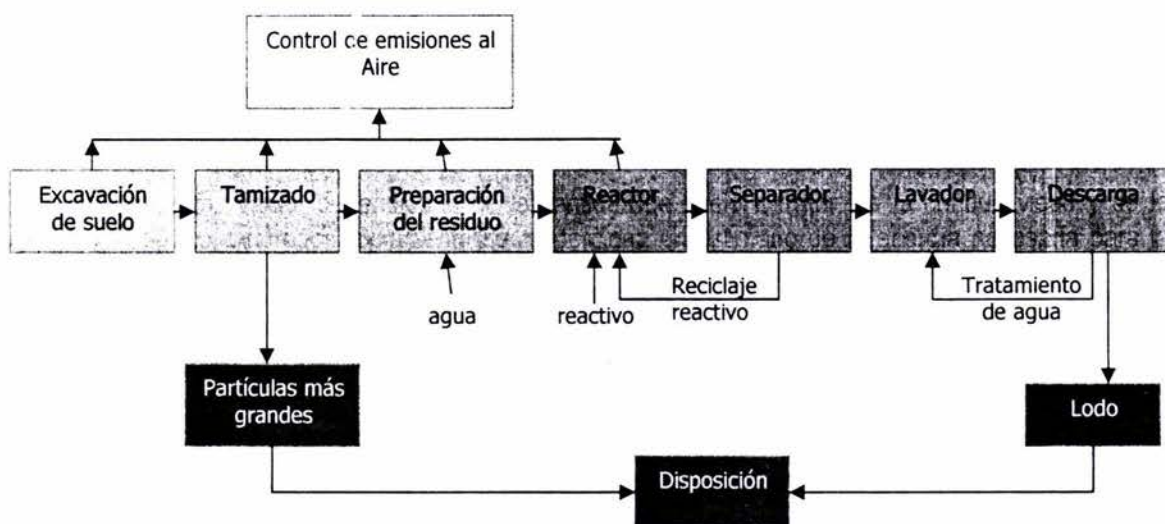 Control de emisiones al
Aire
Excavación
de suelo
Tamizado
Preparación
del residuo
Reactor
Separador
Lavador
Descarga
agua
reactivo
Reciclaje
reactivo
Tratamiento
de agua
Partículas más
grandes
Lodo
Disposición